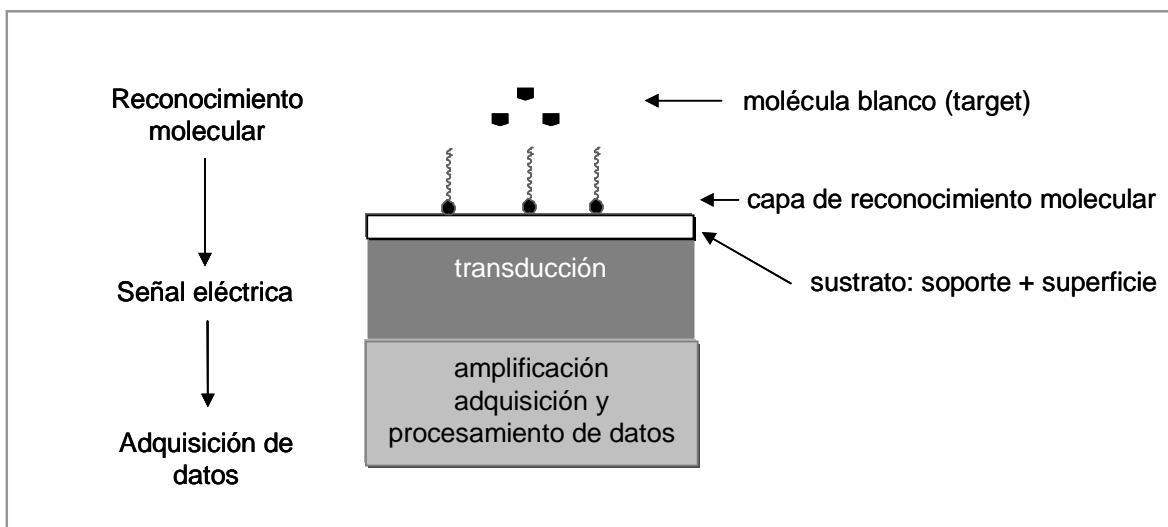 Reconocimiento
molecular
Señal eléctrica
Adquisición de
datos
transducción
amplificación
adquisición y
procesamiento de datos
molécula blanco (target)
capa de reconocimiento molecular
sustrato: soporte + superficie